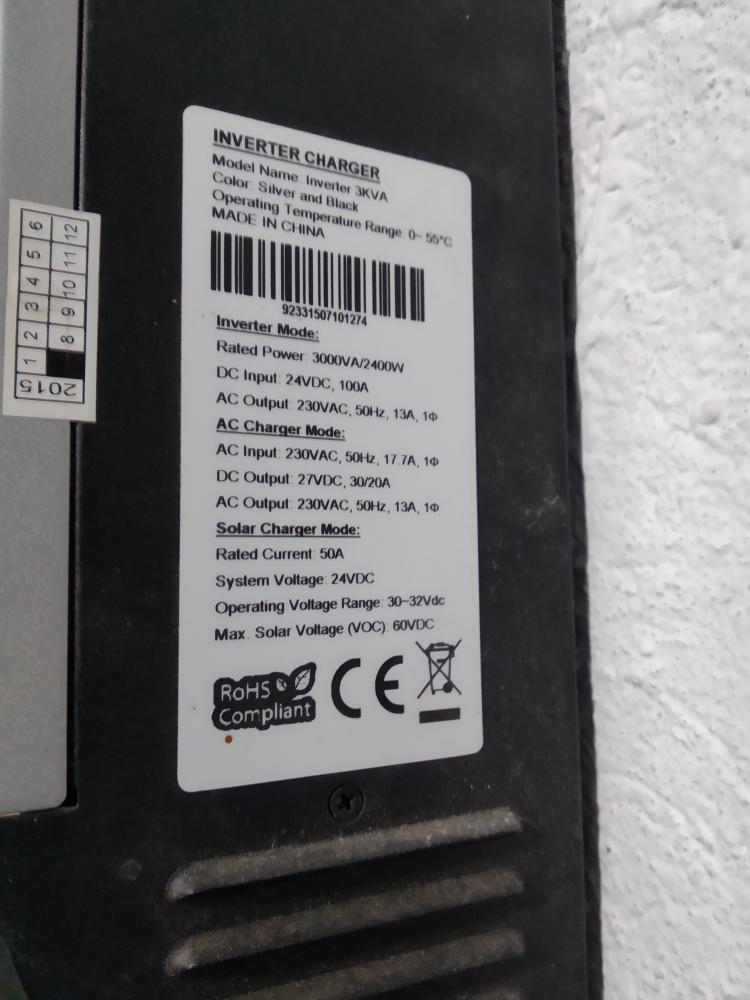 INVERTER CHARGER
Model Name: Inverter 3KVA
Color: Silver and Black
Operating Temperature Range: 0~ 55°C
MADE IN CHINA
92331507101274
Inverter Mode:
Rated Power: 3000VA/2400W
DC Input: 24VDC, 100A
AC Output: 230VAC, 50Hz, 13A, 1Φ
AC Charger Mode:
AC Input: 230VAC, 50Hz, 17.7A, 1Φ
DC Output: 27VDC, 30/20A
AC Output: 230VAC, 50Hz, 13A, 1Φ
Solar Charger Mode:
Rated Current: 50A
System Voltage: 24VDC
Operating Voltage Range: 30~32Vdc
Max. Solar Voltage (VOC): 60VDC
RoHS
Compliant
CE
2015
1 2 3 4 5 6
8 9 10 11 12